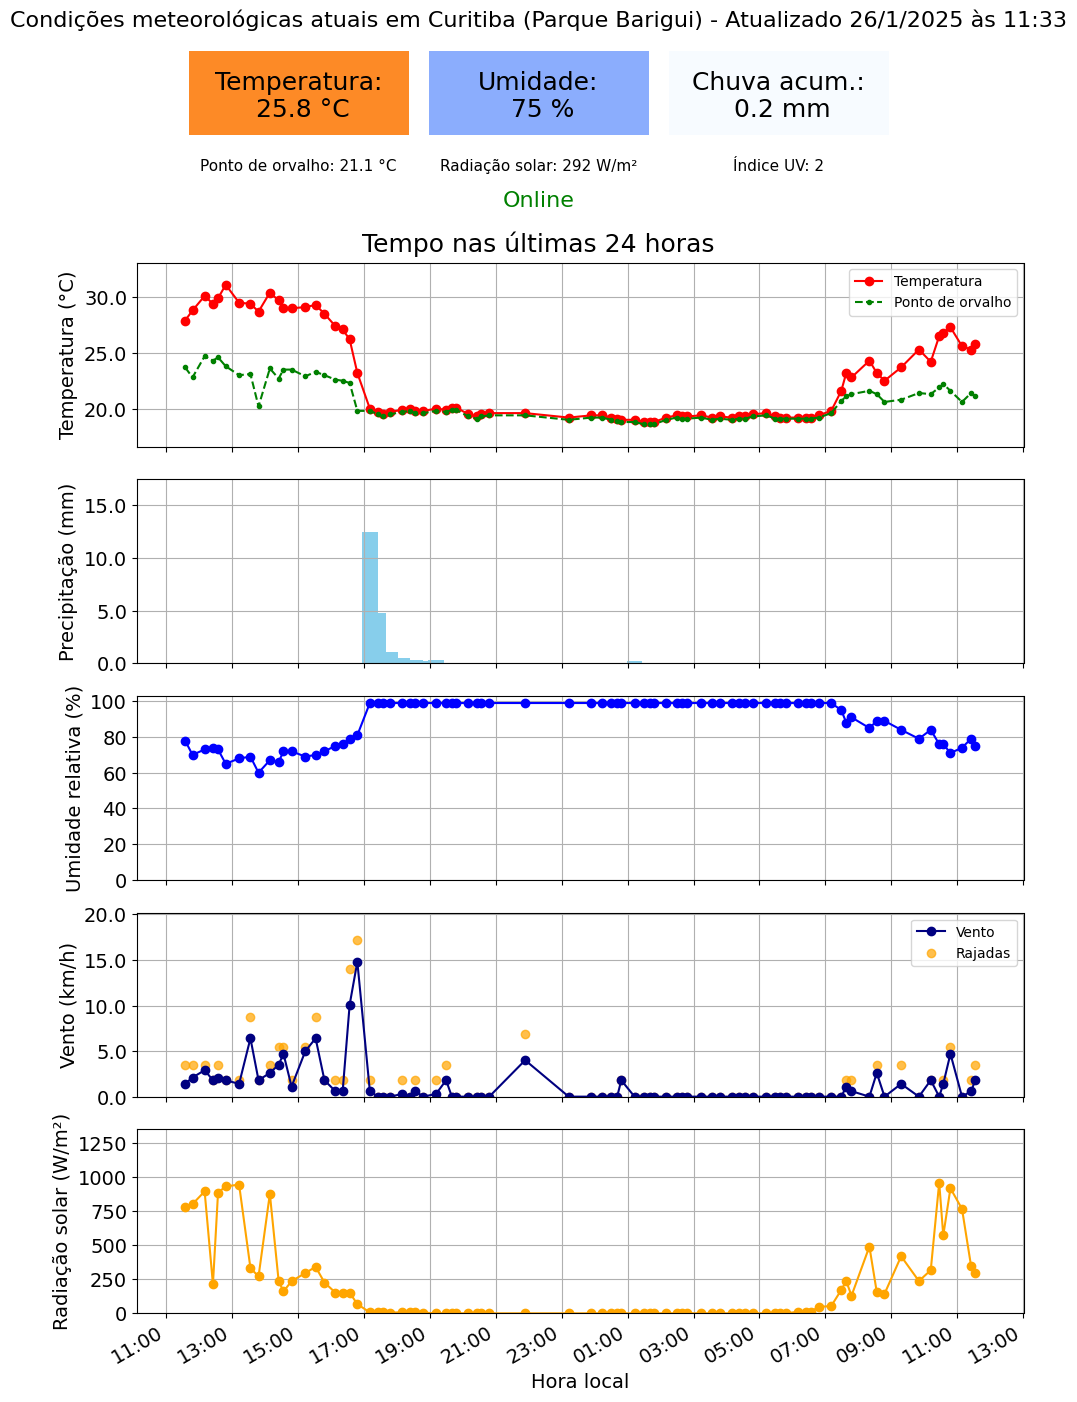 Condições meteorológicas atuais em Curitiba (Parque Barigui) - Atualizado 26/1/2025 às 11:33
Temperatura:
25.8 °C
Umidade:
75 %
Chuva acum.:
0.2 mm
Ponto de orvalho: 21.1 °C
Radiação solar: 292 W/m²
Índice UV: 2
Online
Tempo nas últimas 24 horas
Temperatura (°C)
30.0
25.0
20.0
Temperatura
Ponto de orvalho
Precipitação (mm)
15.0
10.0
5.0
0.0
Umidade relativa (%)
100
80
60
40
20
0
Vento (km/h)
20.0
15.0
10.0
5.0
0.0
Vento
Rajadas
Radiação solar (W/m²)
1250
1000
750
500
250
0
11:00
13:00
15:00
17:00
19:00
21:00
23:00
01:00
03:00
05:00
07:00
09:00
11:00
13:00
Hora local